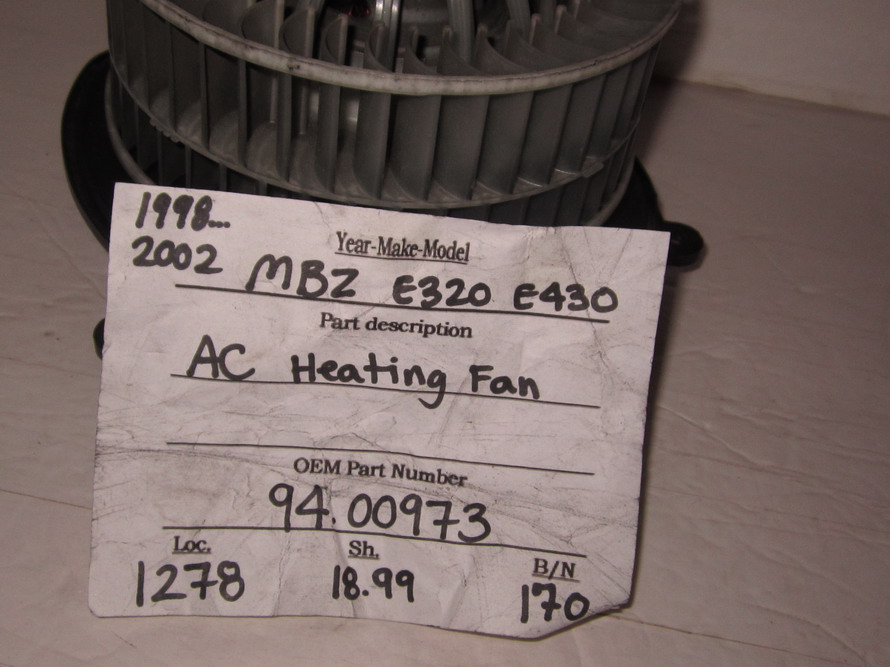 1998...
Year-Make-Model
2002 MBZ E320 E430
Part description
AC Heating Fan
OEM Part Number
94.00973
Loc. Sh. B/N
1278 18.99 170